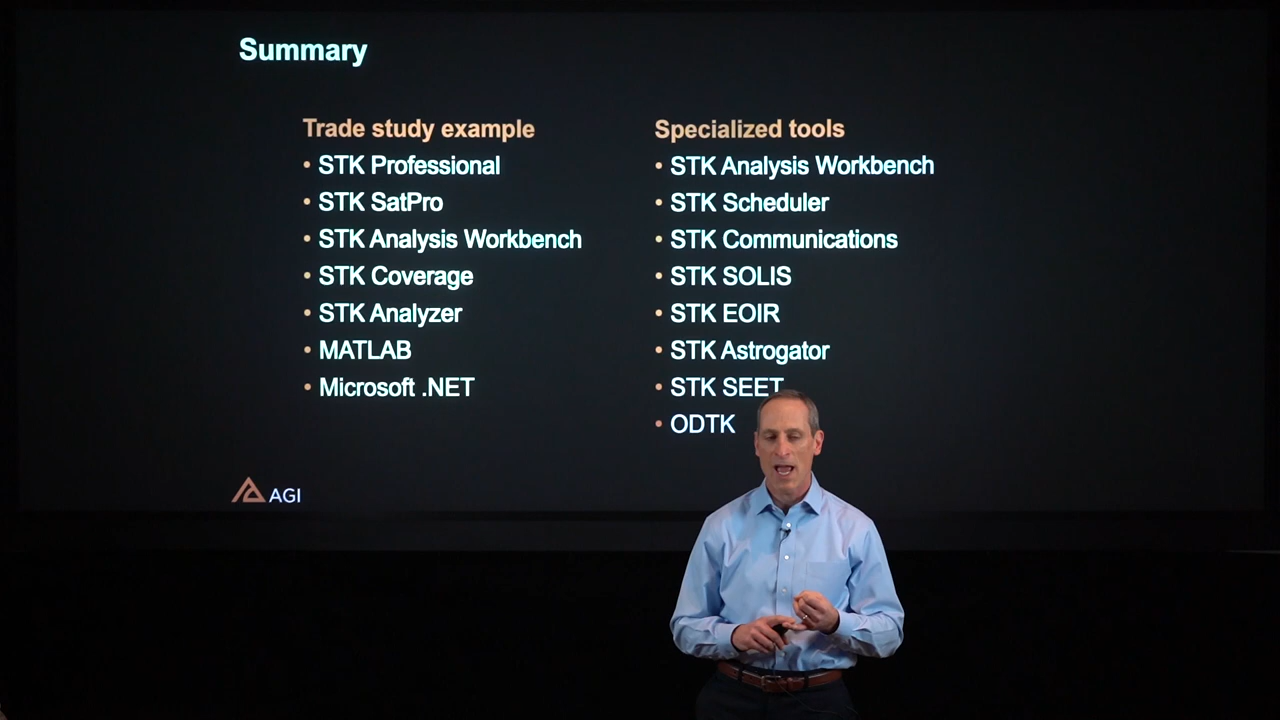 Summary
Trade study example
• STK Professional
• STK SatPro
• STK Analysis Workbench
• STK Coverage
• STK Analyzer
• MATLAB
• Microsoft .NET
Specialized tools
• STK Analysis Workbench
• STK Scheduler
• STK Communications
• STK SOLIS
• STK EOIR
• STK Astrogator
• STK SEET
• ODTK
AGI